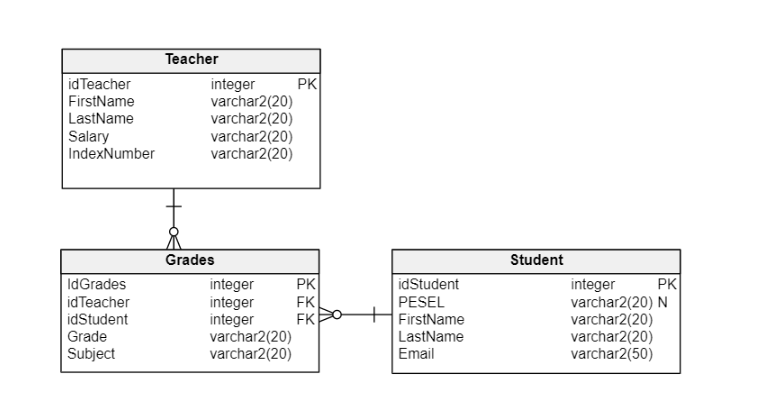 Teacher
idTeacher integer PK
FirstName varchar2(20)
LastName varchar2(20)
Salary varchar2(20)
IndexNumber varchar2(20)
Grades
IdGrades integer PK
idTeacher integer FK
idStudent integer FK
Grade varchar2(20)
Subject varchar2(20)
Student
idStudent integer PK
PESEL varchar2(20) N
FirstName varchar2(20)
LastName varchar2(20)
Email varchar2(50)